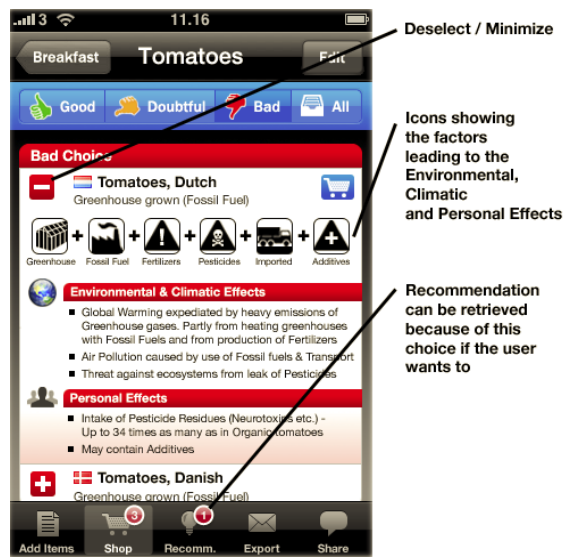 3 11.16
Breakfast Tomatoes Edit
Good Doubtful Bad All
Bad Choice
Tomatoes, Dutch
Greenhouse grown (Fossil Fuel)
+ + + + +
Greenhouse Fossil Fuel Fertilizers Pesticides Imported Additives
Environmental & Climatic Effects
Global Warming expediated by heavy emissions of
Greenhouse gases. Partly from heating greenhouses
with Fossil Fuels and from production of Fertilizers
Air Pollution caused by use of Fossil fuels & Transport
Threat against ecosystems from leak of Pesticides
Personal Effects
Intake of Pesticide Residues (Neurotoxins etc.) -
Up to 34 times as many as in Organic tomatoes
May contain Additives
Tomatoes, Danish
Greenhouse grown (Fossil Fuel)
3 1
Add Items Shop Recomm. Export Share
Deselect / Minimize
Icons showing
the factors
leading to the
Environmental,
Climatic
and Personal Effects
Recommendation
can be retrieved
because of this
choice if the user
wants to